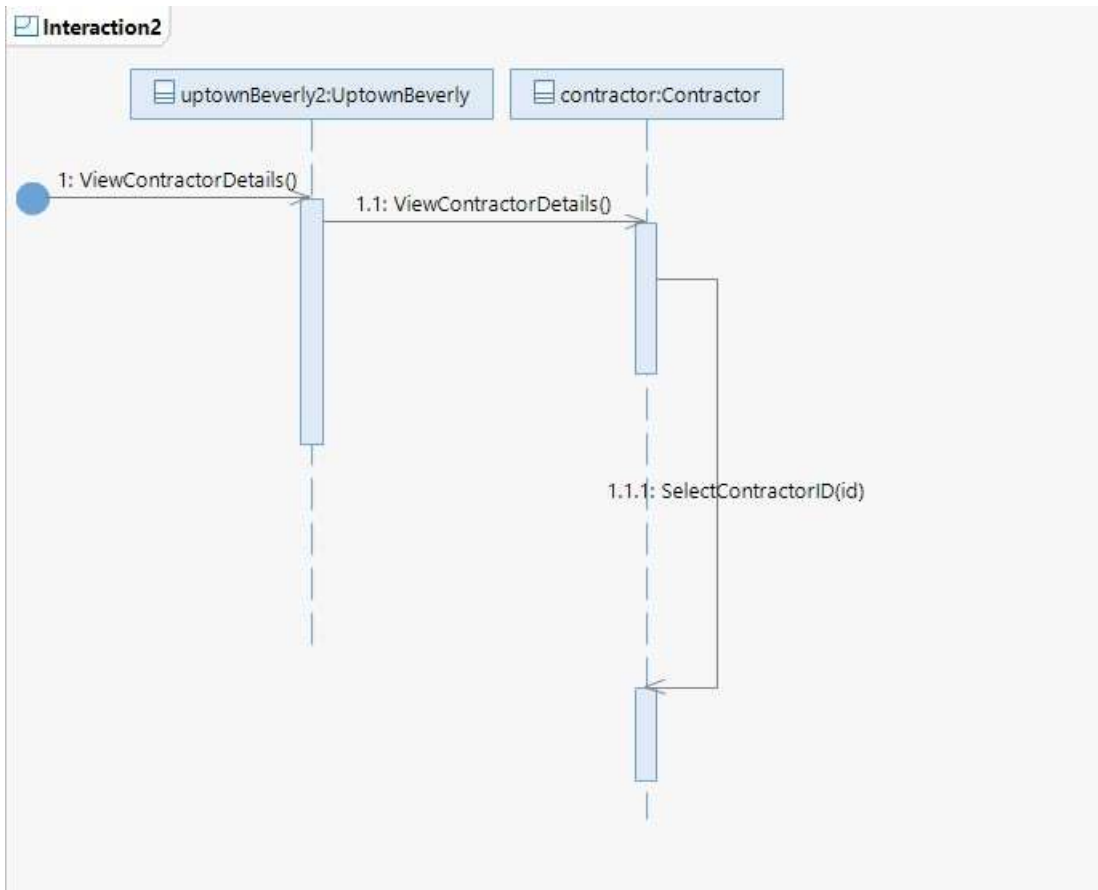 Interaction2
uptownBeverly2:UptownBeverly
contractor:Contractor
1: ViewContractorDetails()
1.1: ViewContractorDetails()
1.1.1: SelectContractorID(id)